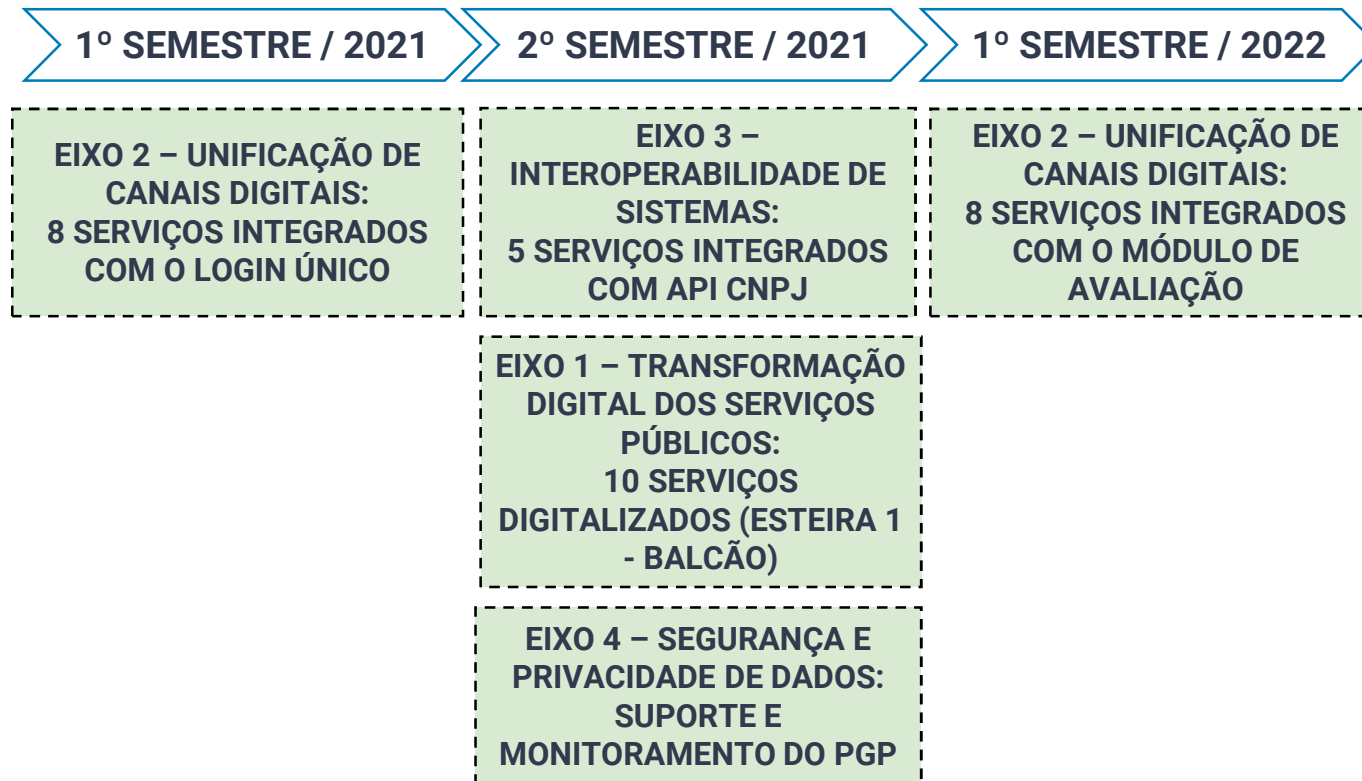 1º SEMESTRE / 2021
2º SEMESTRE / 2021
1º SEMESTRE / 2022
EIXO 2 – UNIFICAÇÃO DE
CANAIS DIGITAIS:
8 SERVIÇOS INTEGRADOS
COM O LOGIN ÚNICO
EIXO 3 –
INTEROPERABILIDADE DE
SISTEMAS:
5 SERVIÇOS INTEGRADOS
COM API CNPJ
EIXO 2 – UNIFICAÇÃO DE
CANAIS DIGITAIS:
8 SERVIÇOS INTEGRADOS
COM O MÓDULO DE
AVALIAÇÃO
EIXO 1 – TRANSFORMAÇÃO
DIGITAL DOS SERVIÇOS
PÚBLICOS:
10 SERVIÇOS
DIGITALIZADOS (ESTEIRA 1
- BALCÃO)
EIXO 4 – SEGURANÇA E
PRIVACIDADE DE DADOS:
SUPORTE E
MONITORAMENTO DO PGP